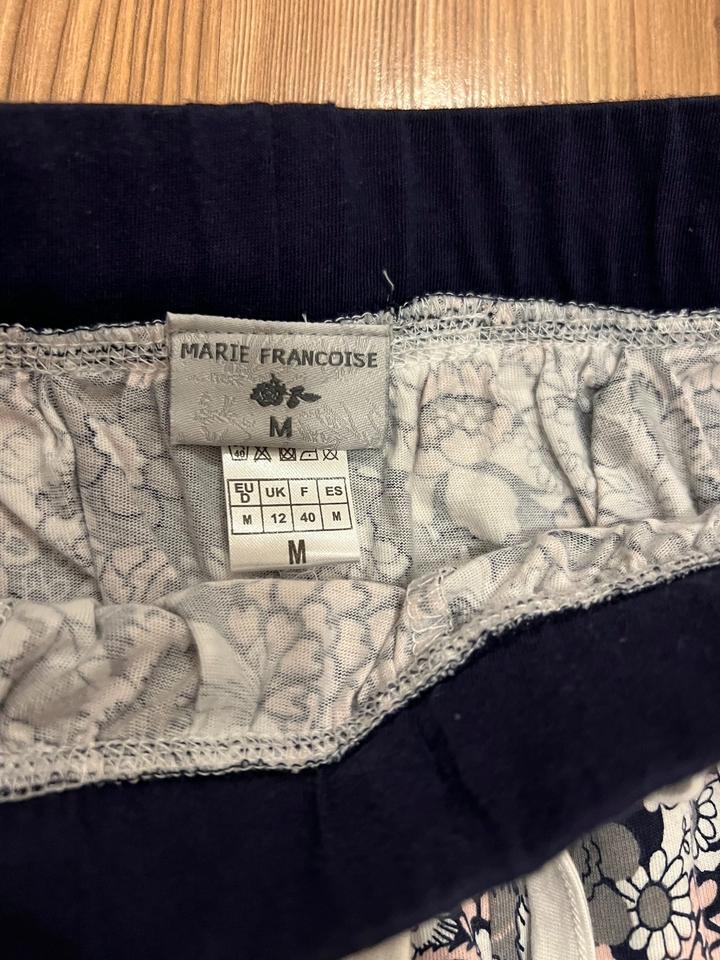 MARIE FRANCOISE
M
40
EU D UK F ES
M 12 40 M
M